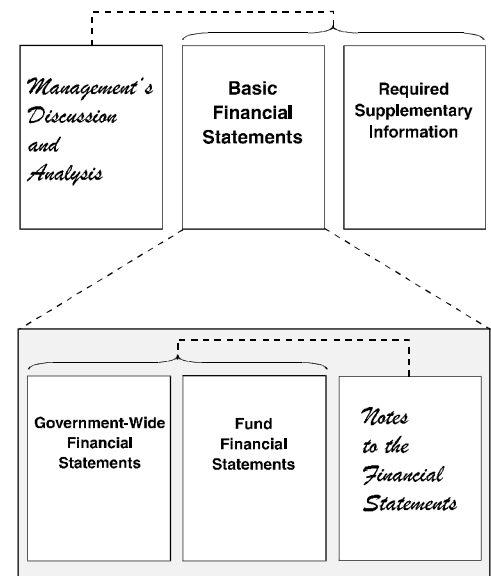 Management's
Discussion
and
Analysis
Basic
Financial
Statements
Required
Supplementary
Information
Government-Wide
Financial
Statements
Fund
Financial
Statements
Notes
to the
Financial
Statements